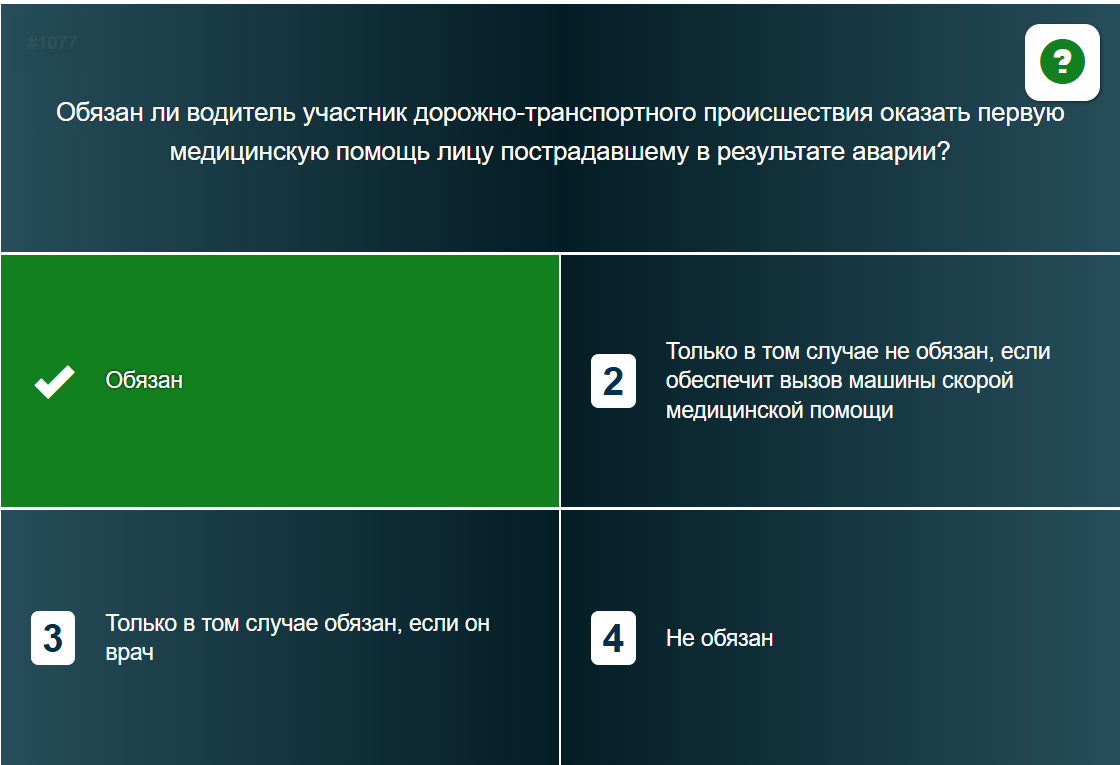 #1077
?
Обязан ли водитель участник дорожно-транспортного происшествия оказать первую
медицинскую помощь лицу пострадавшему в результате аварии?
Обязан
2
Только в том случае не обязан, если
обеспечит вызов машины скорой
медицинской помощи
3
Только в том случае обязан, если он
врач
4
Не обязан